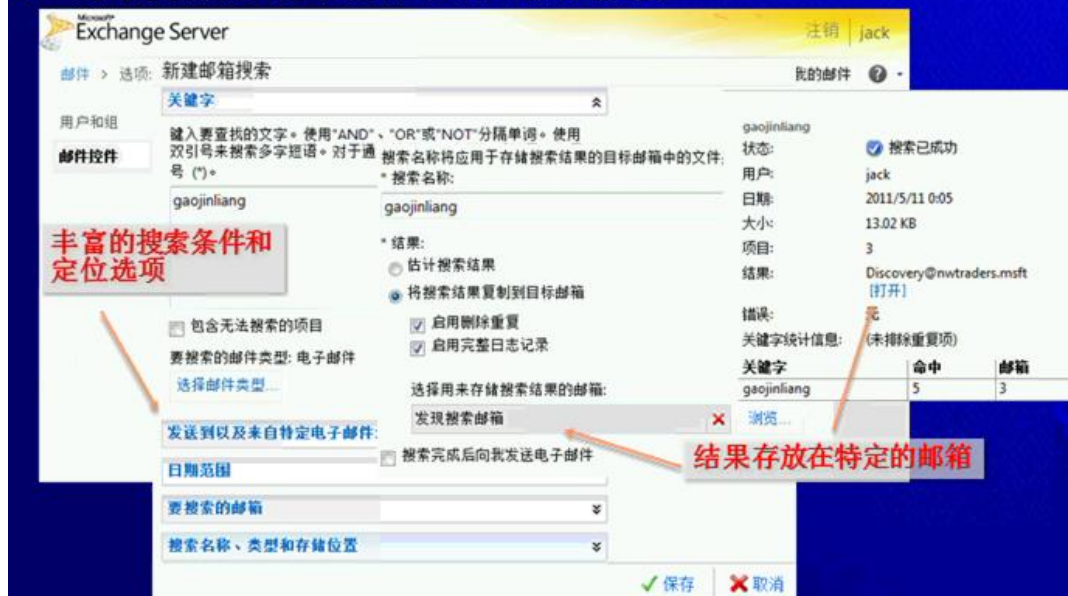 Microsoft
Exchange Server
注销 | jack
邮件 > 选项: 新建邮箱搜索
我的邮件
用户和组
邮件控件
关键字
键入要查找的文字。使用"AND"、"OR"或"NOT"分隔单词。使用
双引号来搜索多字短语。对于通
号 (*)。
gaojinliang
包含无法搜索的项目
要搜索的邮件类型: 电子邮件
选择邮件类型...
发送到以及来自特定电子邮件:
日期范围
要搜索的邮箱
搜索名称、类型和存储位置
搜索名称将应用于存储搜索结果的目标邮箱中的文件
* 搜索名称:
gaojinliang
* 结果:
估计搜索结果
将搜索结果复制到目标邮箱
启用删除重复
启用完整日志记录
选择用来存储搜索结果的邮箱:
发现搜索邮箱
浏览...
搜索完成后向我发送电子邮件
保存
取消
gaojinliang
状态: 搜索已成功
用户: jack
日期: 2011/5/11 0:05
大小: 13.02 KB
项目: 3
结果: Discovery@nwtraders.msft
[打开]
错误: 无
关键字统计信息: (未排除重复项)
关键字 命中 邮箱
gaojinliang 5 3
丰富的搜索条件和
定位选项
结果存放在特定的邮箱